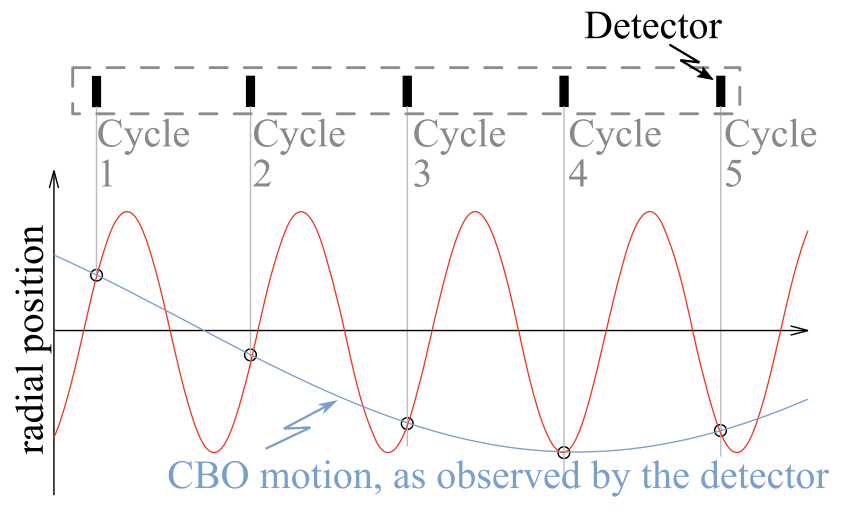 Detector
Cycle Cycle Cycle Cycle Cycle
1 2 3 4 5
radial position
CBO motion, as observed by the detector